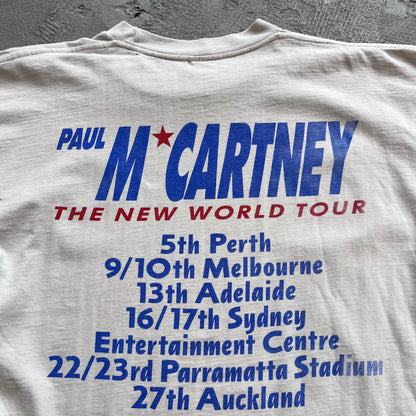 PAUL
M★CARTNEY
THE NEW WORLD TOUR
5th Perth
9/10th Melbourne
13th Adelaide
16/17th Sydney
Entertainment Centre
22/23rd Parramatta Stadium
27th Auckland